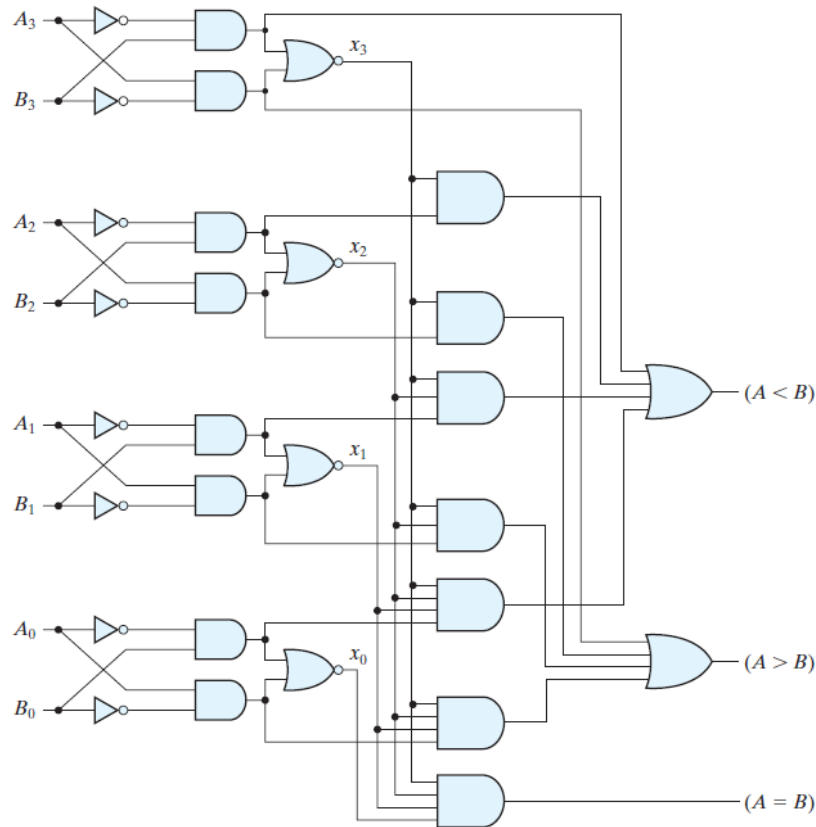 A₃
x₃
B₃
A₂
x₂
B₂
(A < B)
A₁
x₁
B₁
A₀
x₀
(A > B)
B₀
(A = B)